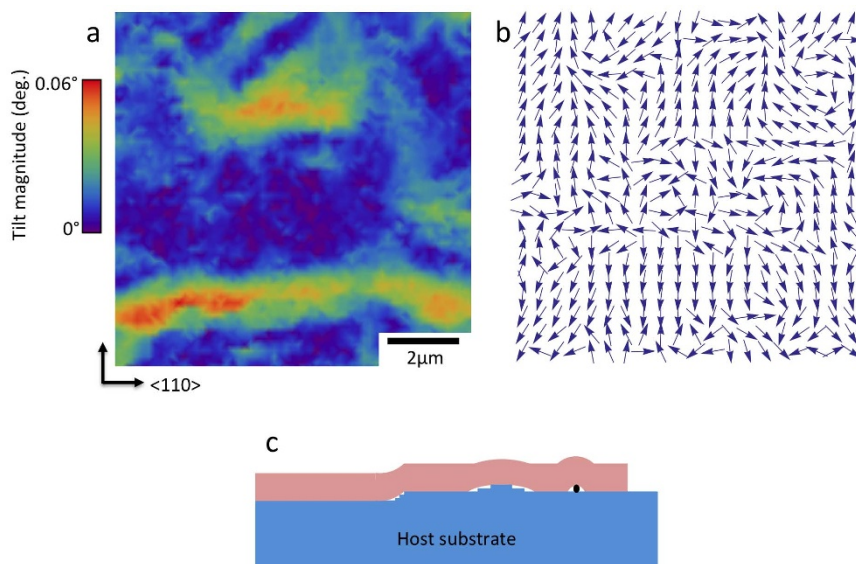 a
b
0.06°
Tilt magnitude (deg.)
0°
2μm
<110>
c
Host substrate